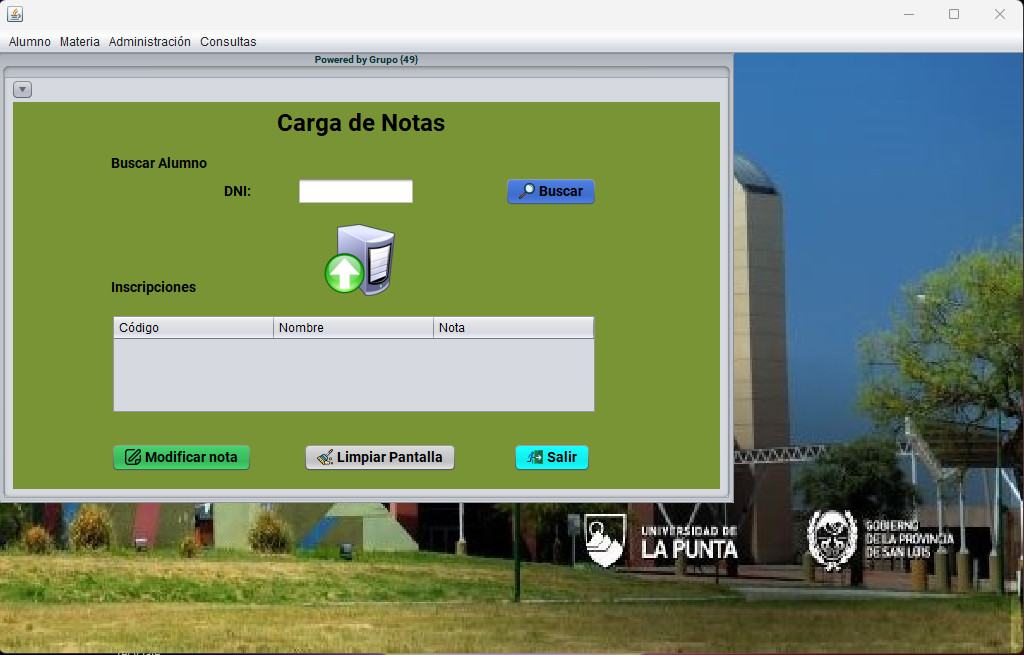 Alumno Materia Administración Consultas
Powered by Grupo {49}
Carga de Notas
Buscar Alumno
DNI:
Buscar
Inscripciones
Código Nombre Nota
Modificar nota
Limpiar Pantalla
Salir
UNIVERSIDAD DE
LA PUNTA
GOBIERNO
DE LA PROVINCIA
DE SAN LUIS